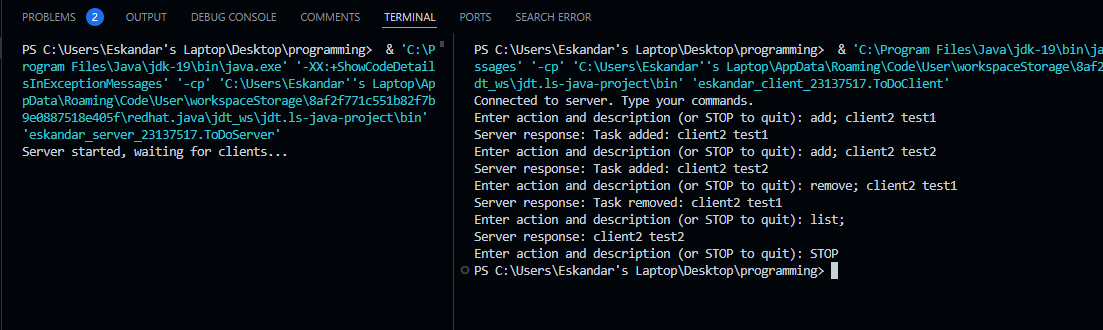 PROBLEMS 2 OUTPUT DEBUG CONSOLE COMMENTS TERMINAL PORTS SEARCH ERROR
PS C:\Users\Eskandar's Laptop\Desktop\programming>  & 'C:\P
rogram Files\Java\jdk-19\bin\java.exe' '-XX:+ShowCodeDetail
sInExceptionMessages' '-cp' 'C:\Users\Eskandar''s Laptop\Ap
pData\Roaming\Code\User\workspaceStorage\8af2f771c551b82f7b
9e0887518e405f\redhat.java\jdt_ws\jdt.ls-java-project\bin'
'eskandar_server_23137517.ToDoServer'
Server started, waiting for clients...
PS C:\Users\Eskandar's Laptop\Desktop\programming>  & 'C:\Program Files\Java\jdk-19\bin\ja
ssages' '-cp' 'C:\Users\Eskandar''s Laptop\AppData\Roaming\Code\User\workspaceStorage\8af2
dt_ws\jdt.ls-java-project\bin' 'eskandar_client_23137517.ToDoClient'
Connected to server. Type your commands.
Enter action and description (or STOP to quit): add; client2 test1
Server response: Task added: client2 test1
Enter action and description (or STOP to quit): add; client2 test2
Server response: Task added: client2 test2
Enter action and description (or STOP to quit): remove; client2 test1
Server response: Task removed: client2 test1
Enter action and description (or STOP to quit): list;
Server response: client2 test2
Enter action and description (or STOP to quit): STOP
PS C:\Users\Eskandar's Laptop\Desktop\programming>